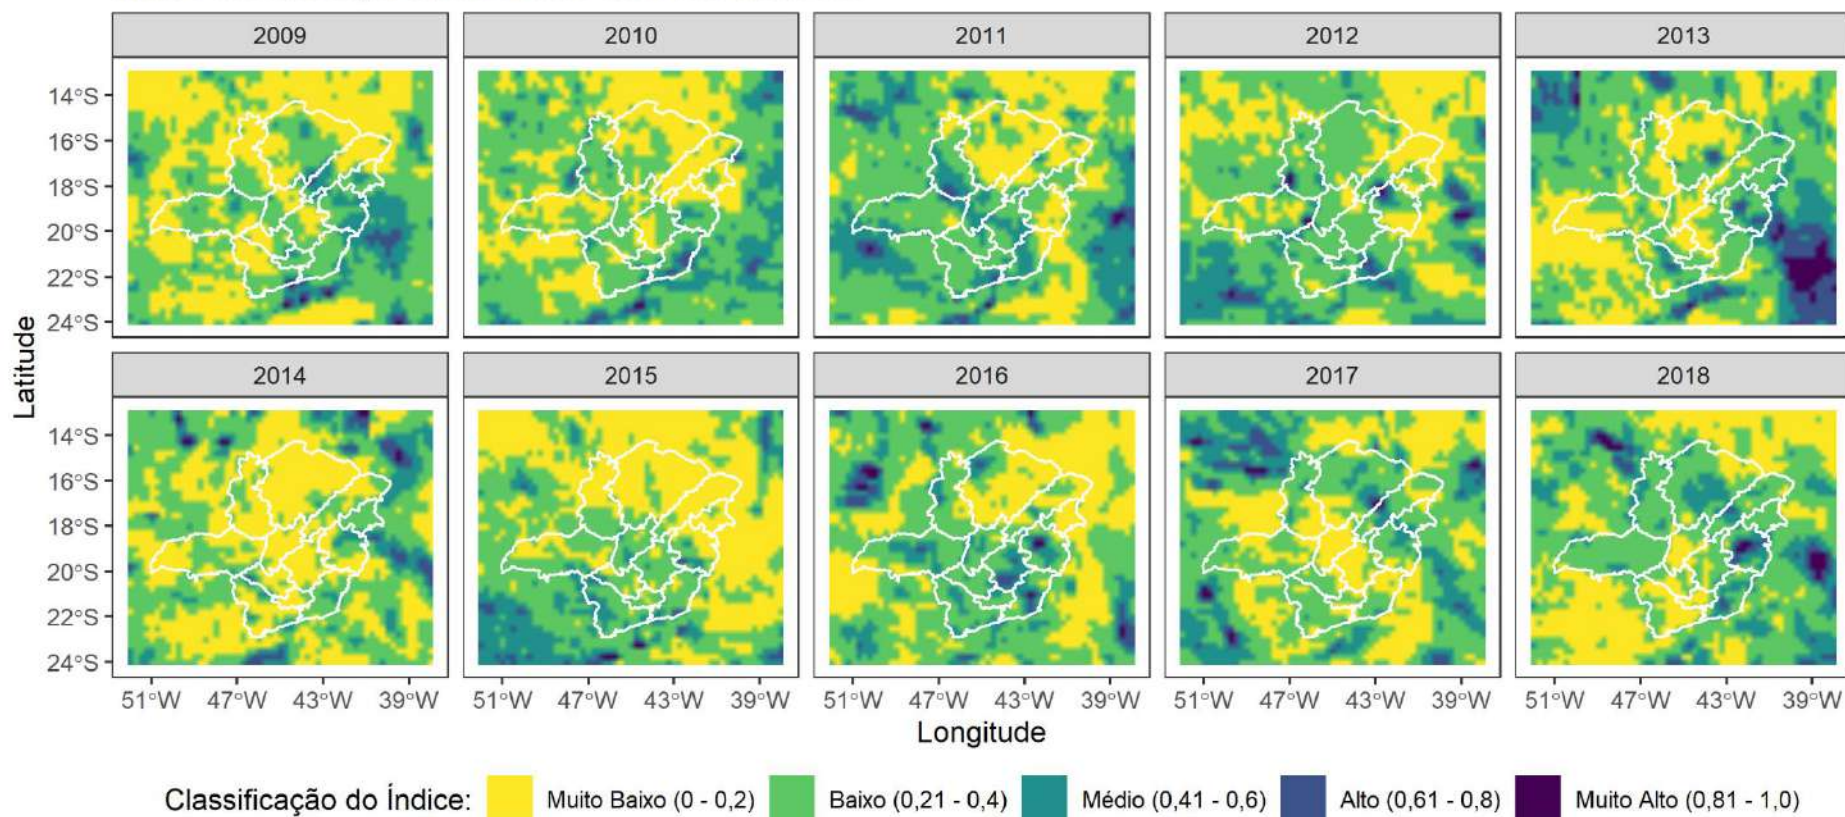 2009 2010 2011 2012 2013
14°S
16°S
18°S
20°S
22°S
24°S
2014 2015 2016 2017 2018
14°S
16°S
18°S
20°S
22°S
24°S
51°W 47°W 43°W 39°W 51°W 47°W 43°W 39°W 51°W 47°W 43°W 39°W 51°W 47°W 43°W 39°W 51°W 47°W 43°W 39°W
Latitude
Longitude
Classificação do Índice: Muito Baixo (0 - 0,2) Baixo (0,21 - 0,4) Médio (0,41 - 0,6) Alto (0,61 - 0,8) Muito Alto (0,81 - 1,0)